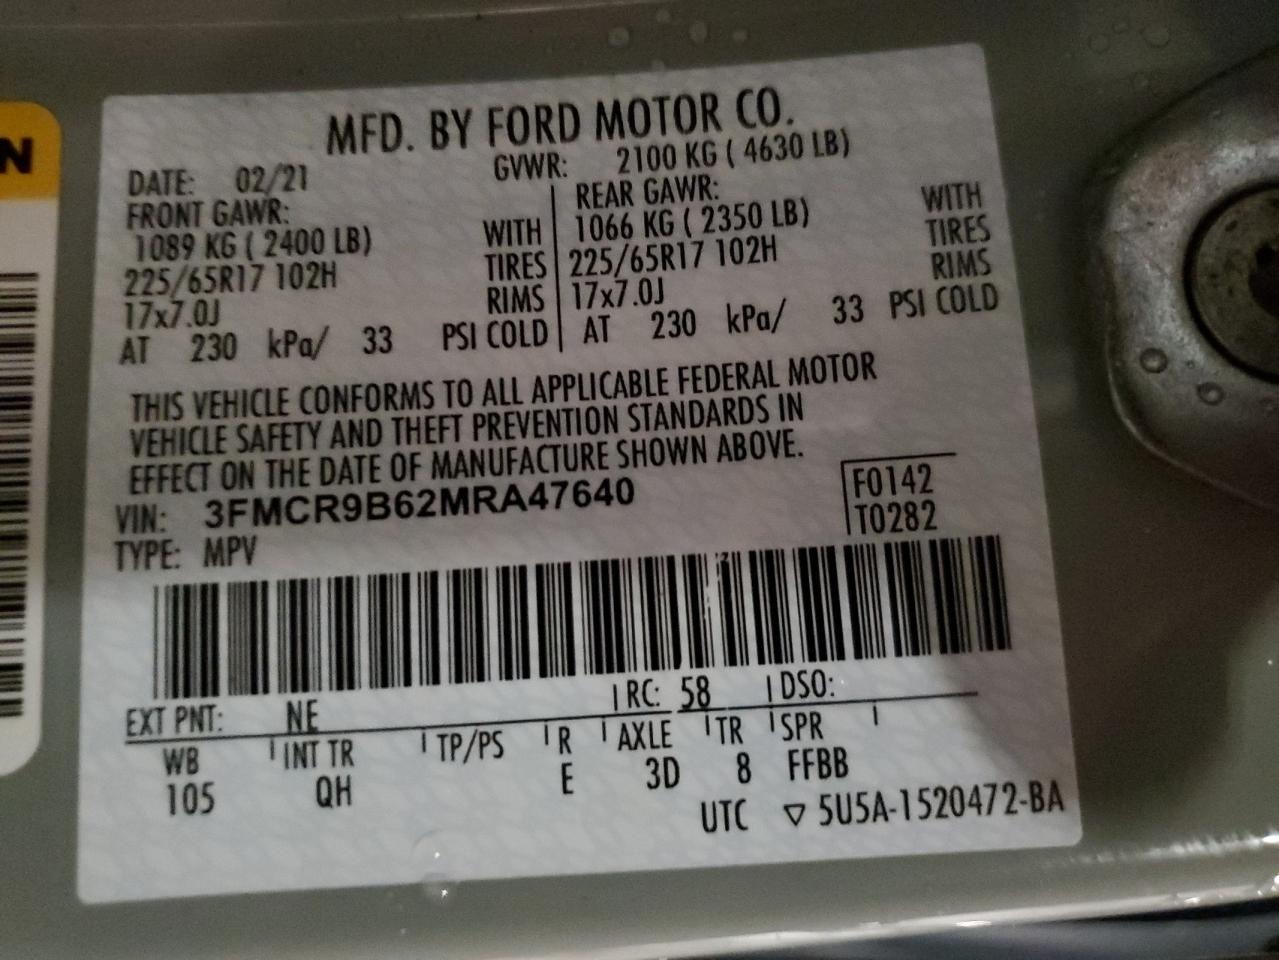 N
MFD. BY FORD MOTOR CO.
DATE: 02/21 GVWR: 2100 KG ( 4630 LB)
FRONT GAWR: REAR GAWR:
1089 KG ( 2400 LB) WITH 1066 KG ( 2350 LB) WITH
225/65R17 102H TIRES 225/65R17 102H TIRES
17x7.0J RIMS 17x7.0J RIMS
AT 230 kPa/ 33 PSI COLD AT 230 kPa/ 33 PSI COLD
THIS VEHICLE CONFORMS TO ALL APPLICABLE FEDERAL MOTOR
VEHICLE SAFETY AND THEFT PREVENTION STANDARDS IN
EFFECT ON THE DATE OF MANUFACTURE SHOWN ABOVE.
VIN: 3FMCR9B62MRA47640 F0142
TYPE: MPV T0282
EXT PNT: NE RC: 58 DSO:
WB INT TR TP/PS R AXLE TR SPR
105 QH E 3D 8 FFBB
UTC ▽ 5U5A-1520472-BA